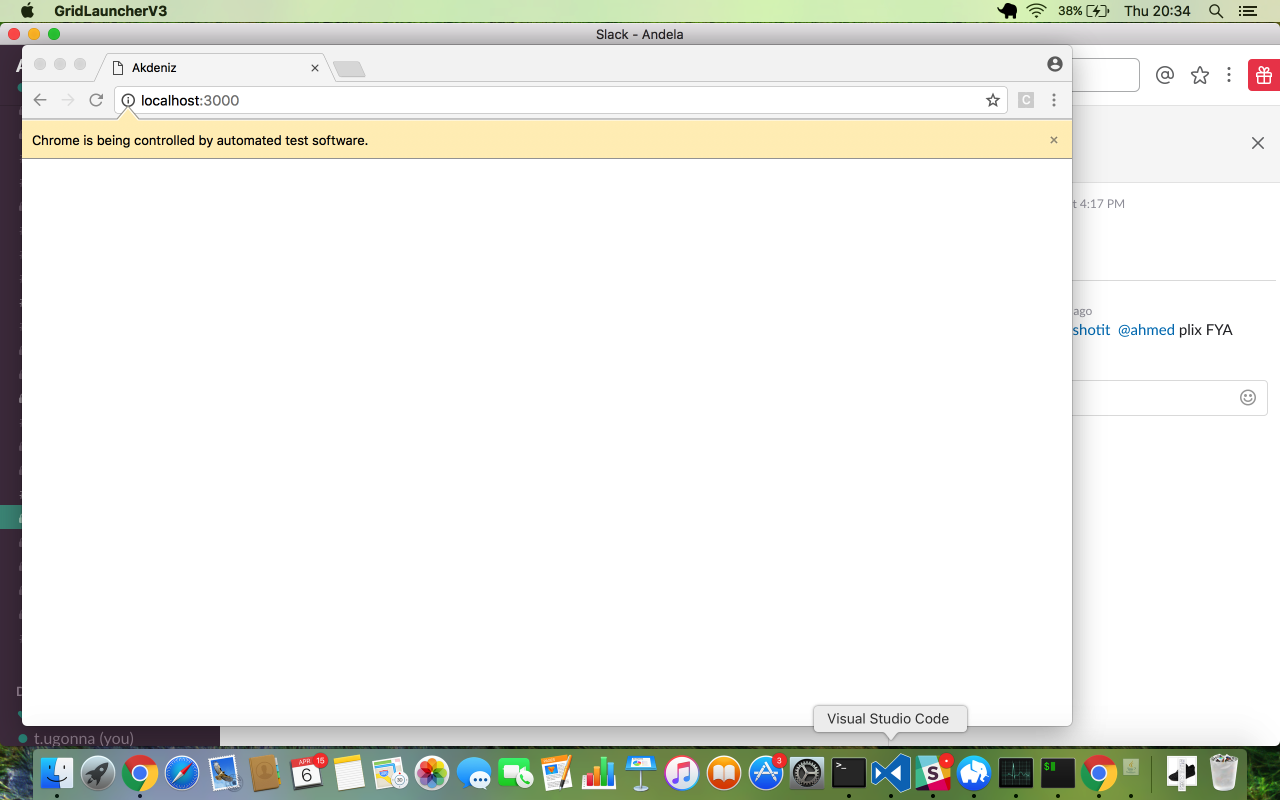 GridLauncherV3
38%
Thu 20:34
Slack - Andela
Akdeniz
localhost:3000
C
Chrome is being controlled by automated test software.
t 4:17 PM
ago
shotit @ahmed plix FYA
t.ugonna (you)
Visual Studio Code
APR
15
6
3